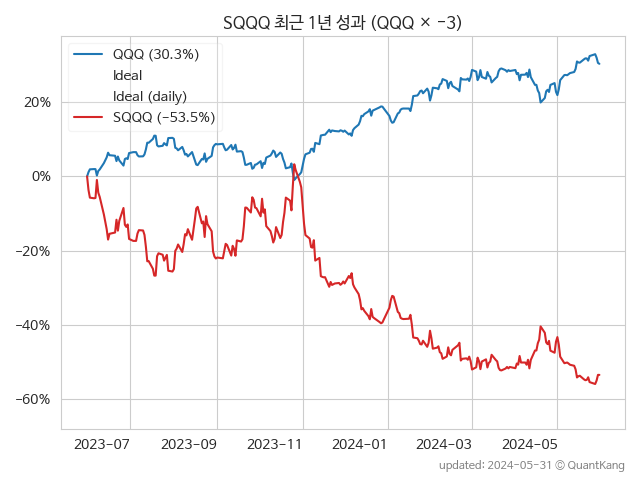 SQQQ 최근 1년 성과 (QQQ × −3)
QQQ (30.3%)
Ideal
Ideal (daily)
SQQQ (−53.5%)
20%
0%
−20%
−40%
−60%
2023-07 2023-09 2023-11 2024-01 2024-03 2024-05
updated: 2024-05-31 © QuantKang